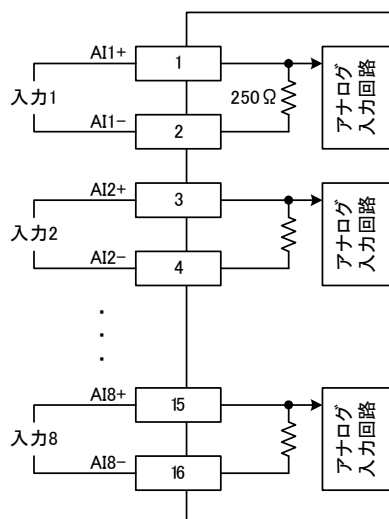 AI1+
1
入力1
250Ω
アナログ
入力回路
AI1-
2
AI2+
3
入力2
アナログ
入力回路
AI2-
4
・
・
・
AI8+
15
入力8
アナログ
入力回路
AI8-
16